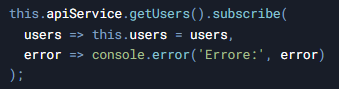 this.apiService.getUsers().subscribe(
  users => this.users = users,
  error => console.error('Errore:', error)
);